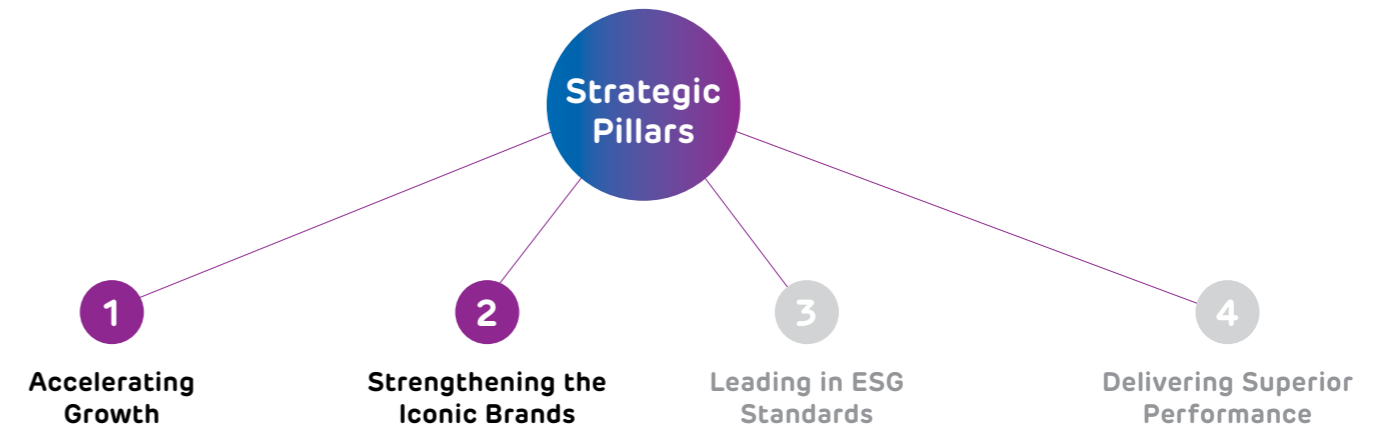 Strategic
Pillars
1
2
3
4
Accelerating
Growth
Strengthening the
Iconic Brands
Leading in ESG
Standards
Delivering Superior
Performance